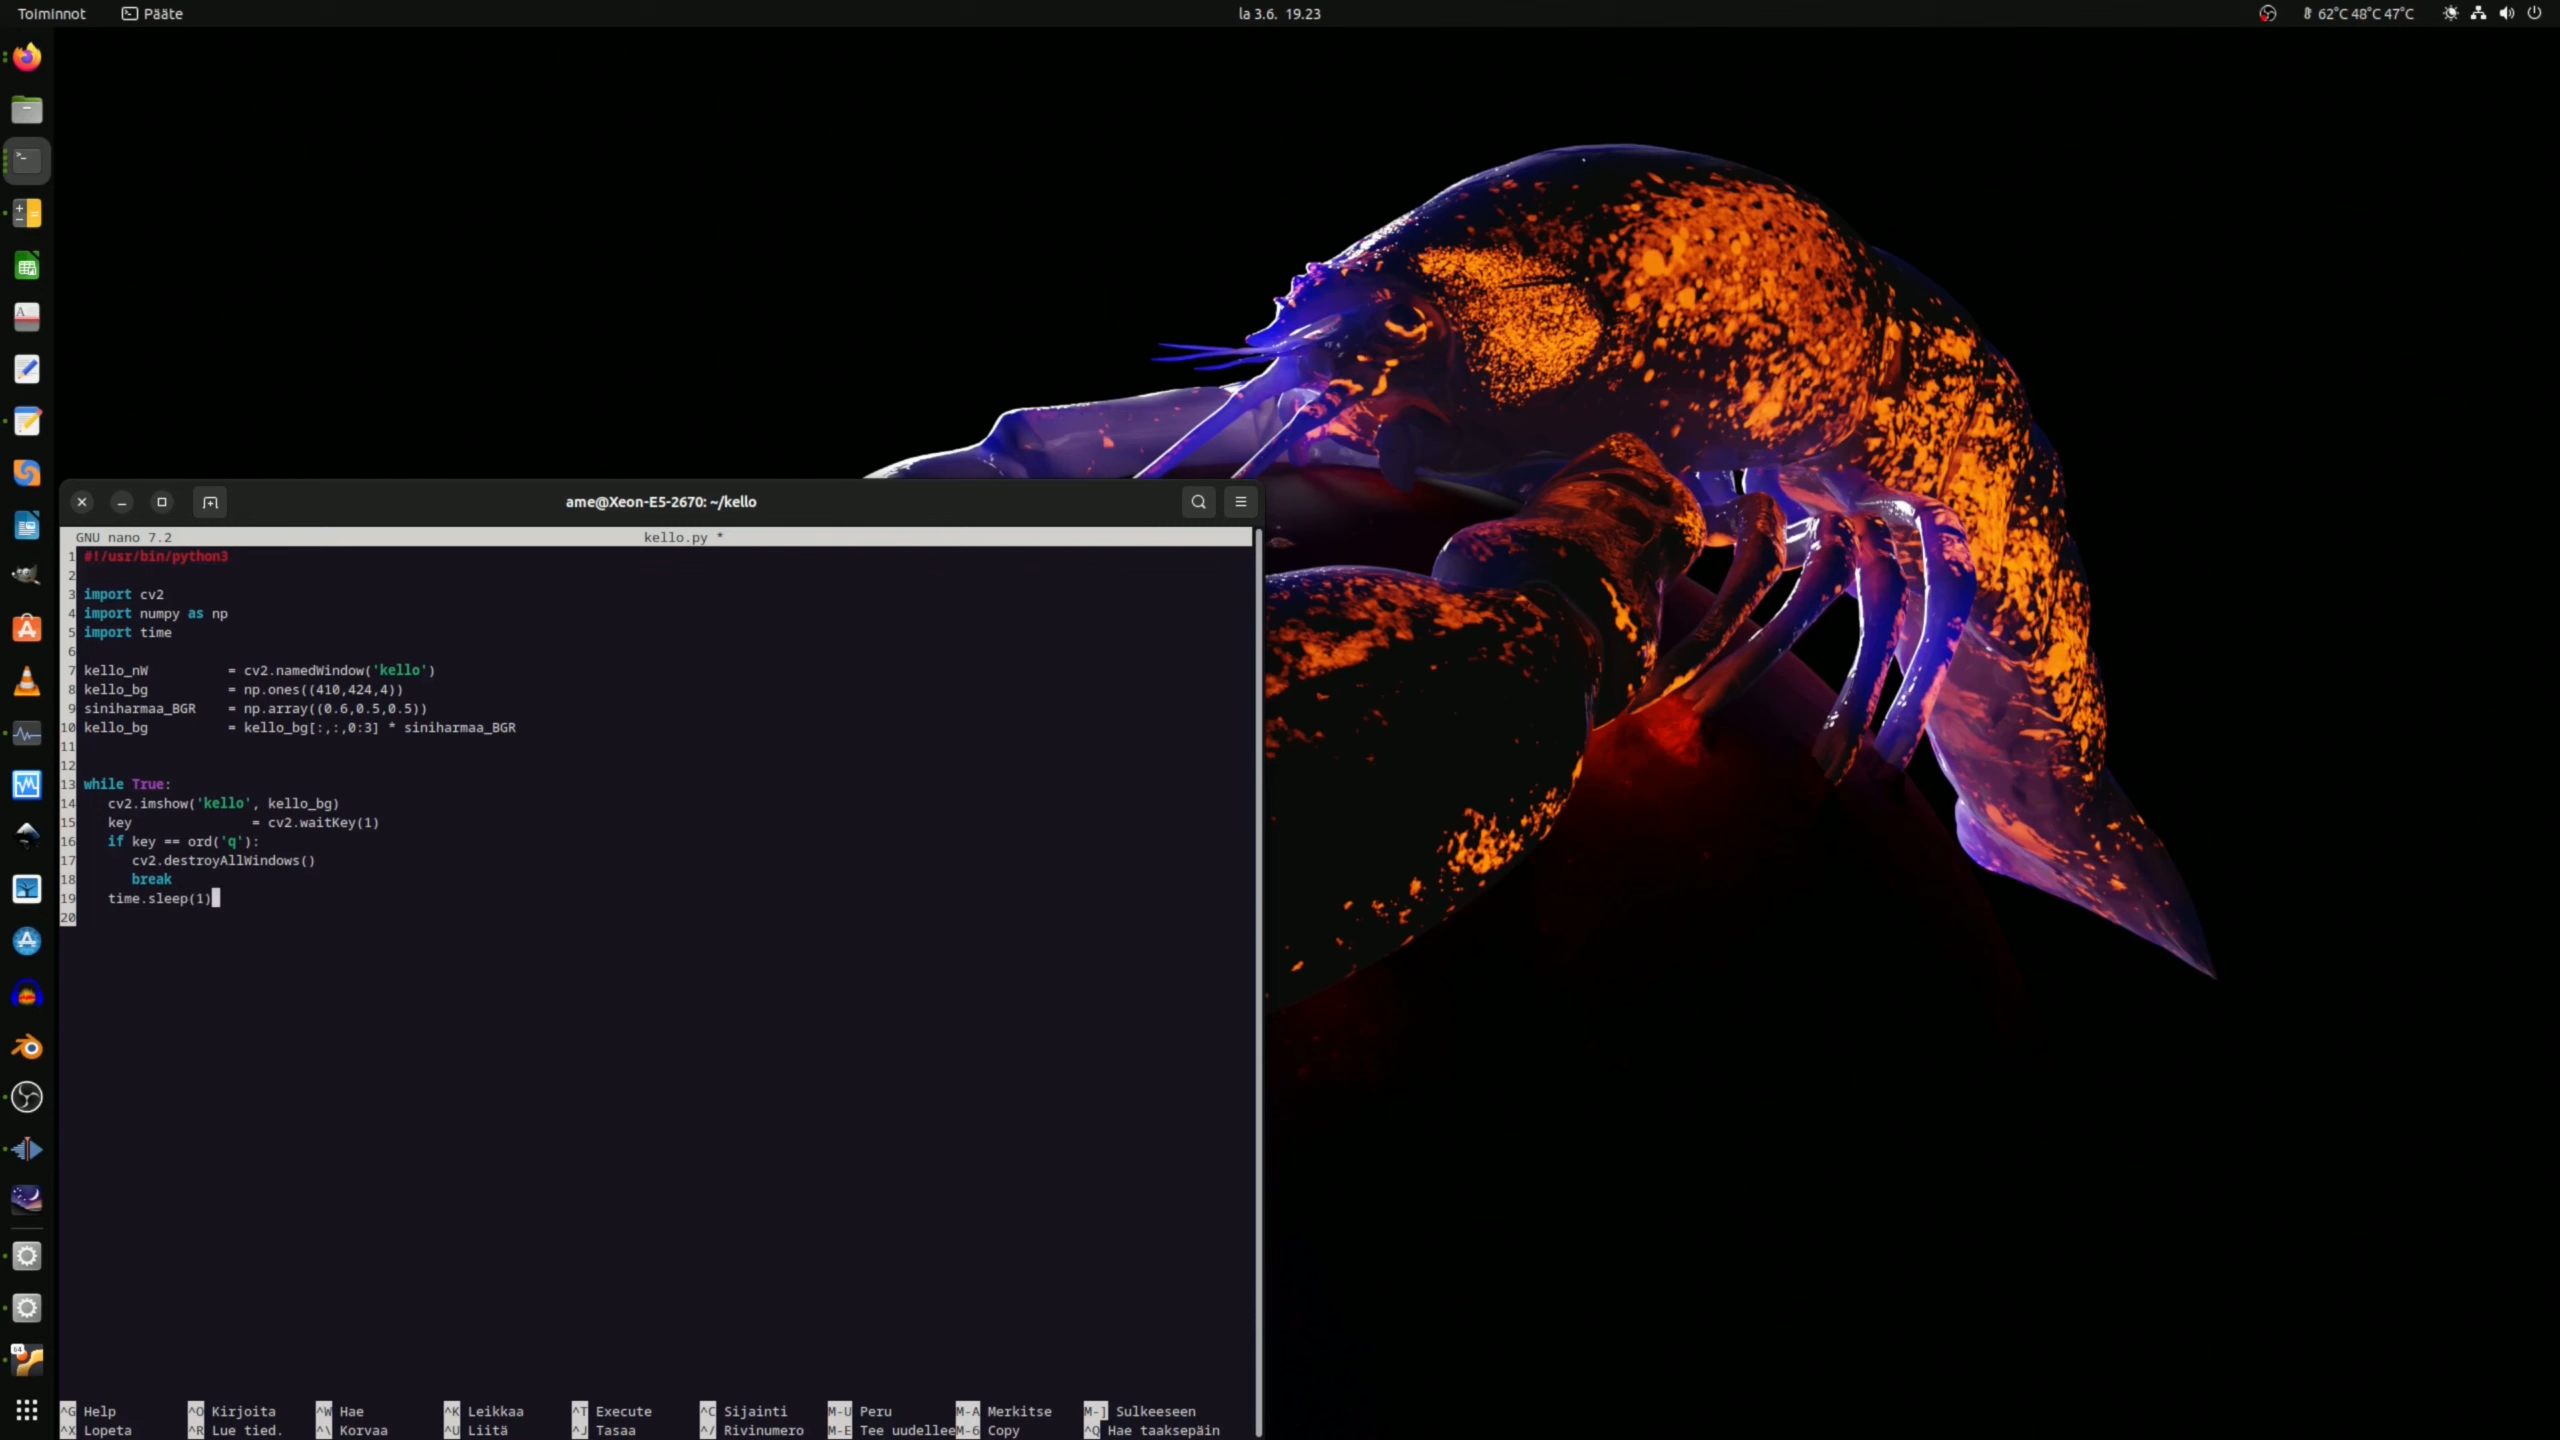 Toiminnot Pääte la 3.6. 19.23 62°C 48°C 47°C
ame@Xeon-E5-2670: ~/kello
GNU nano 7.2 kello.py *
1 #!/usr/bin/python3
2
3 import cv2
4 import numpy as np
5 import time
6
7 kello_nW = cv2.namedWindow('kello')
8 kello_bg = np.ones((410,424,4))
9 siniharmaa_BGR = np.array((0.6,0.5,0.5))
10 kello_bg = kello_bg[:,:,0:3] * siniharmaa_BGR
11
12
13 while True:
14 cv2.imshow('kello', kello_bg)
15 key = cv2.waitKey(1)
16 if key == ord('q'):
17 cv2.destroyAllWindows()
18 break
19 time.sleep(1)
20
^G Help ^O Kirjoita ^W Hae ^K Leikkaa ^T Execute ^C Sijainti M-U Peru M-A Merkitse M-] Sulkeeseen
^X Lopeta ^R Lue tied. ^\ Korvaa ^U Liitä ^J Tasaa ^/ Rivinumero M-E Tee uudellee M-6 Copy ^Q Hae taaksepäin
64